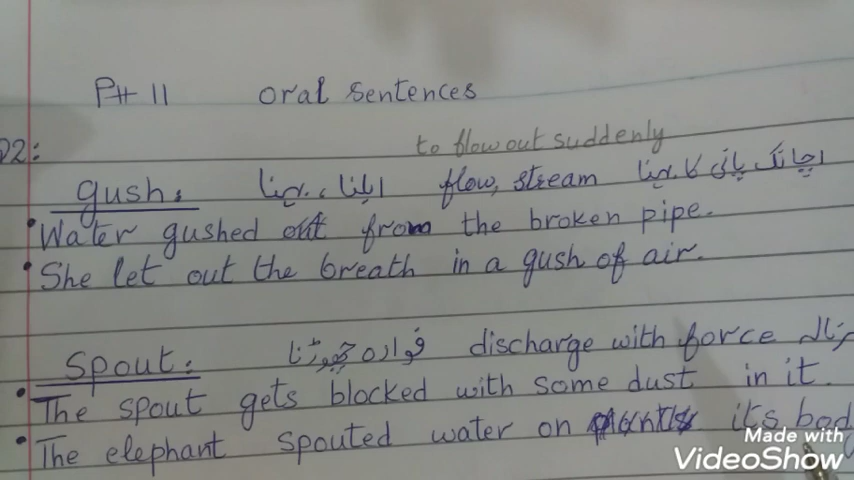 P# 11 oral sentences
Q2:
to flow out suddenly
gush: ابلنا، بہنا flow, stream اچانک پانی کا بہنا
• Water gushed out from the broken pipe.
• She let out the breath in a gush of air.
Spout: فوارہ چھوڑنا discharge with force
• The spout gets blocked with some dust in it.
• The elephant spouted water on its bod
Made with
VideoShow